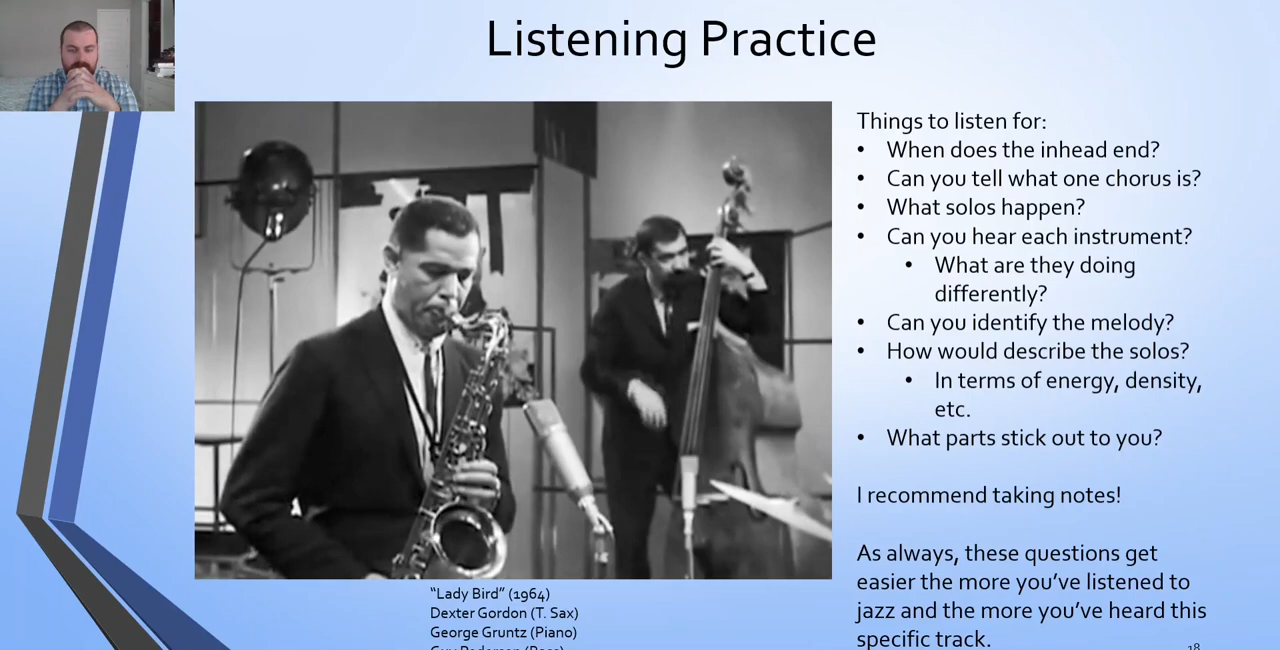 Listening Practice
Things to listen for:
• When does the inhead end?
• Can you tell what one chorus is?
• What solos happen?
• Can you hear each instrument?
• What are they doing
differently?
• Can you identify the melody?
• How would describe the solos?
• In terms of energy, density,
etc.
• What parts stick out to you?
I recommend taking notes!
As always, these questions get
easier the more you’ve listened to
jazz and the more you’ve heard this
specific track.
“Lady Bird” (1964)
Dexter Gordon (T. Sax)
George Gruntz (Piano)
18